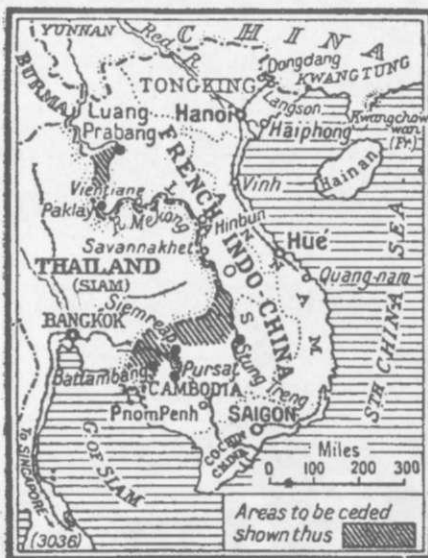 YUNNAN
Red R.
CHINA
Dongdang
KWANGTUNG
BURMA
TONGKING
Langson
Luang
Prabang
Hanoi
Haiphong
Kwangchow
wan
(Fr.)
Hainan
FRENCH INDO-CHINA
Vientiane
Vinh
Paklay
R. Mekong
Hinbun
LAOS
Savannakhet
Hué
ANNAM
Quang-nam
THAILAND
(SIAM)
STH CHINA SEA
Siemreap
BANGKOK
Battambang
Pursat
Stung Treng
CAMBODIA
PnomPenh
SAIGON
COCHIN
CHINA
G. OF SIAM
To SINGAPORE
Miles
0 100 200 300
Areas to be ceded
shown thus
(3036)